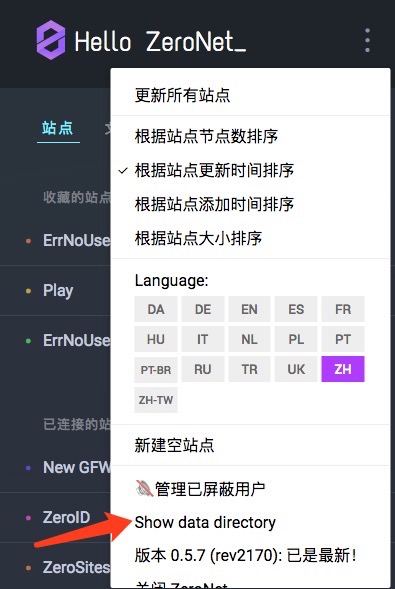 Hello ZeroNet_
更新所有站点
站点
根据站点节点数排序
根据站点更新时间排序
根据站点添加时间排序
根据站点大小排序
收藏的站点
ErrNoUse
Play
ErrNoUse
Language:
DA DE EN ES FR
HU IT NL PL PT
PT-BR RU TR UK ZH
ZH-TW
已连接的站
新建空站点
New GFW
管理已屏蔽用户
ZeroID
Show data directory
版本 0.5.7 (rev2170): 已是最新!
ZeroSites
关闭 ZeroNet